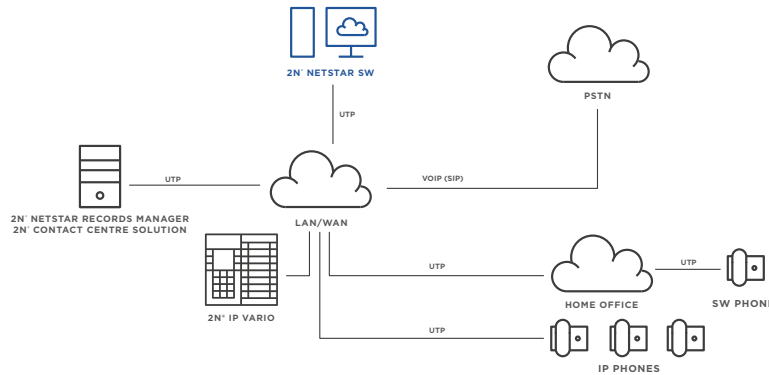 2N® NETSTAR SW
PSTN
UTP
UTP
VOIP (SIP)
2N® NETSTAR RECORDS MANAGER
2N® CONTACT CENTRE SOLUTION
LAN/WAN
UTP
UTP
HOME OFFICE
SW PHON
2N® IP VARIO
UTP
IP PHONES